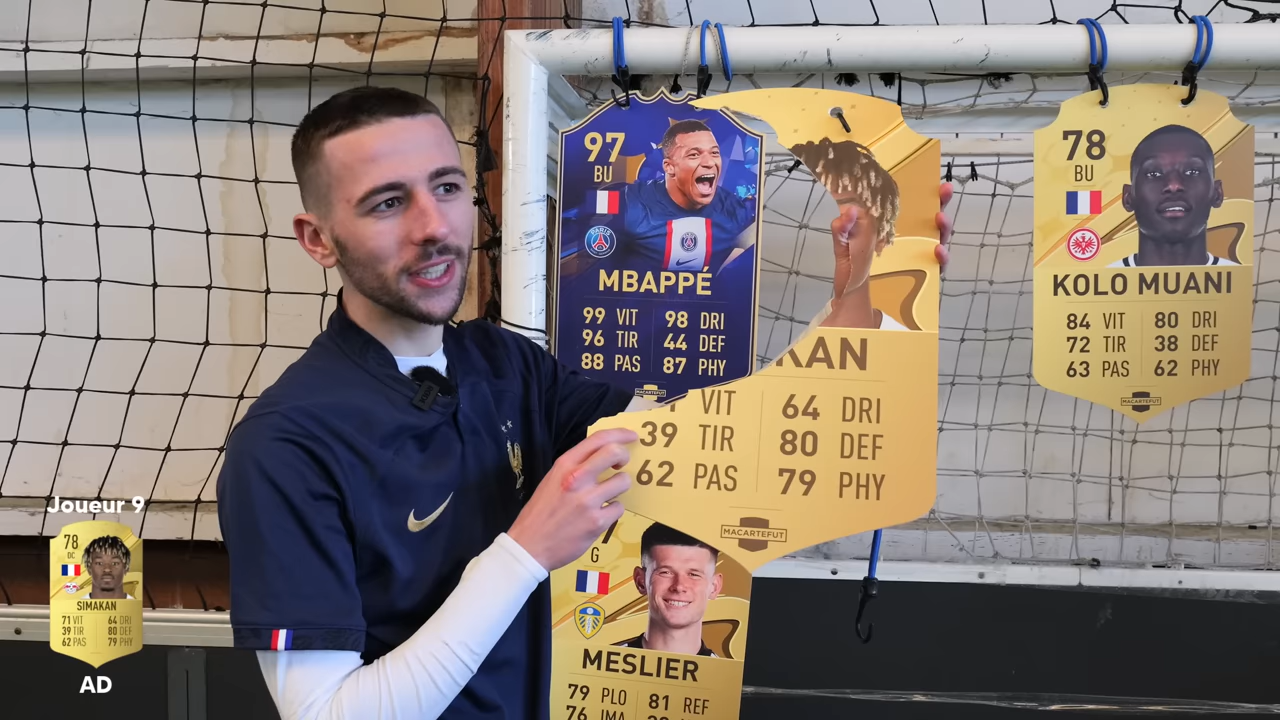 97
BU
PARIS
MBAPPÉ
99 VIT 98 DRI
96 TIR 44 DEF
88 PAS 87 PHY
MACARTEFUT
KAN
VIT 64 DRI
39 TIR 80 DEF
62 PAS 79 PHY
MACARTEFUT
78
BU
KOLO MUANI
84 VIT 80 DRI
72 TIR 38 DEF
63 PAS 62 PHY
MACARTEFUT
G
MESLIER
79 PLO 81 REF
76 IMA
Joueur 9
78
DC
SIMAKAN
71 VIT 64 DRI
39 TIR 80 DEF
62 PAS 79 PHY
AD